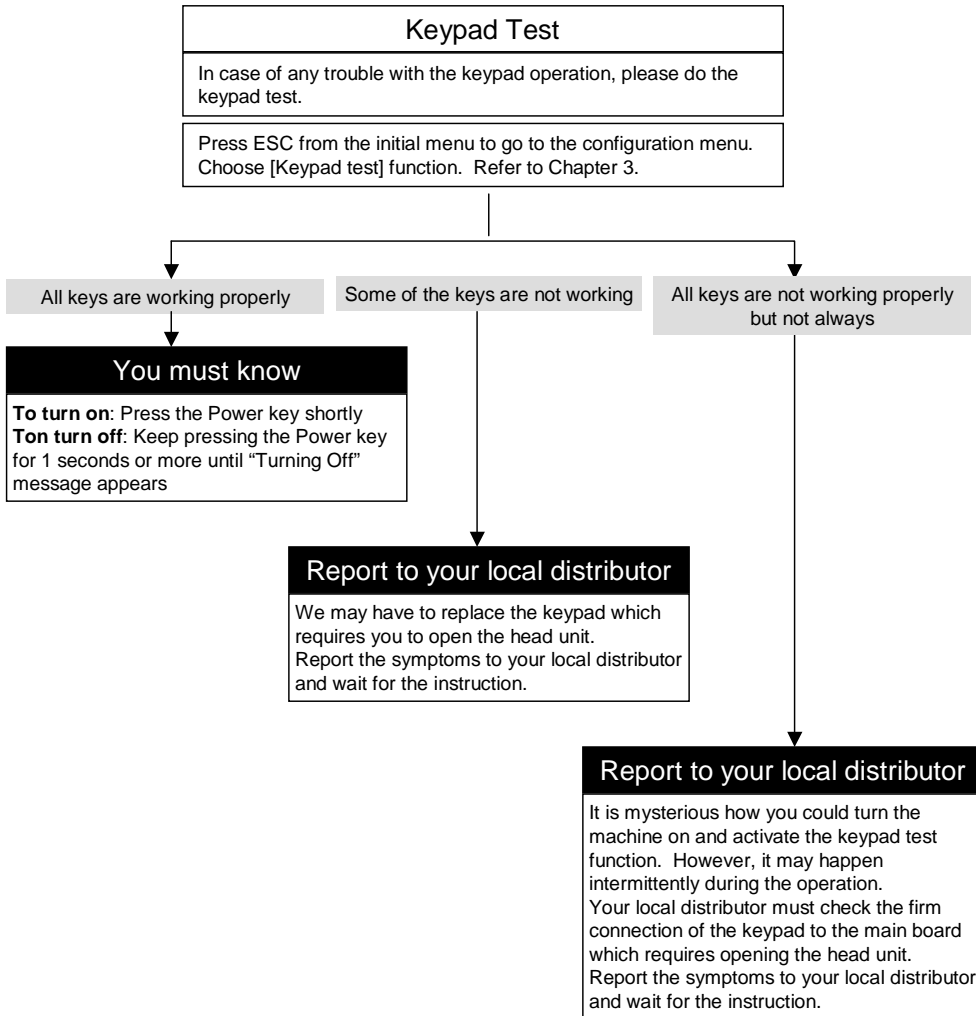 Keypad Test
In case of any trouble with the keypad operation, please do the
keypad test.
Press ESC from the initial menu to go to the configuration menu.
Choose [Keypad test] function.  Refer to Chapter 3.
All keys are working properly
Some of the keys are not working
All keys are not working properly
but not always
You must know
To turn on: Press the Power key shortly
Ton turn off: Keep pressing the Power key
for 1 seconds or more until “Turning Off”
message appears
Report to your local distributor
We may have to replace the keypad which
requires you to open the head unit.
Report the symptoms to your local distributor
and wait for the instruction.
Report to your local distributor
It is mysterious how you could turn the
machine on and activate the keypad test
function.  However, it may happen
intermittently during the operation.
Your local distributor must check the firm
connection of the keypad to the main board
which requires opening the head unit.
Report the symptoms to your local distributor
and wait for the instruction.